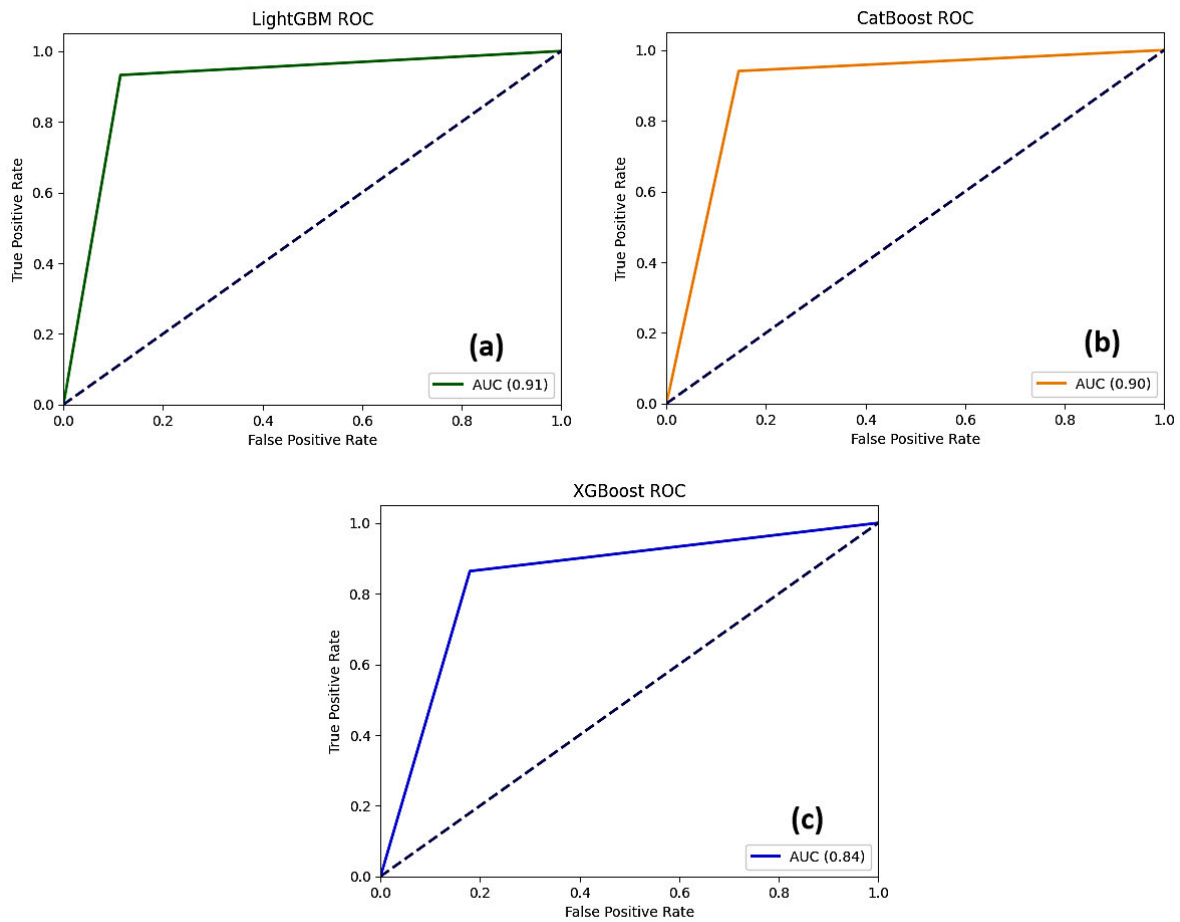 LightGBM ROC
1.0
0.8
0.6
0.4
0.2
0.0
True Positive Rate
(a)
AUC (0.91)
0.0 0.2 0.4 0.6 0.8 1.0
False Positive Rate
CatBoost ROC
1.0
0.8
0.6
0.4
0.2
0.0
True Positive Rate
(b)
AUC (0.90)
0.0 0.2 0.4 0.6 0.8 1.0
False Positive Rate
XGBoost ROC
1.0
0.8
0.6
0.4
0.2
0.0
True Positive Rate
(c)
AUC (0.84)
0.0 0.2 0.4 0.6 0.8 1.0
False Positive Rate